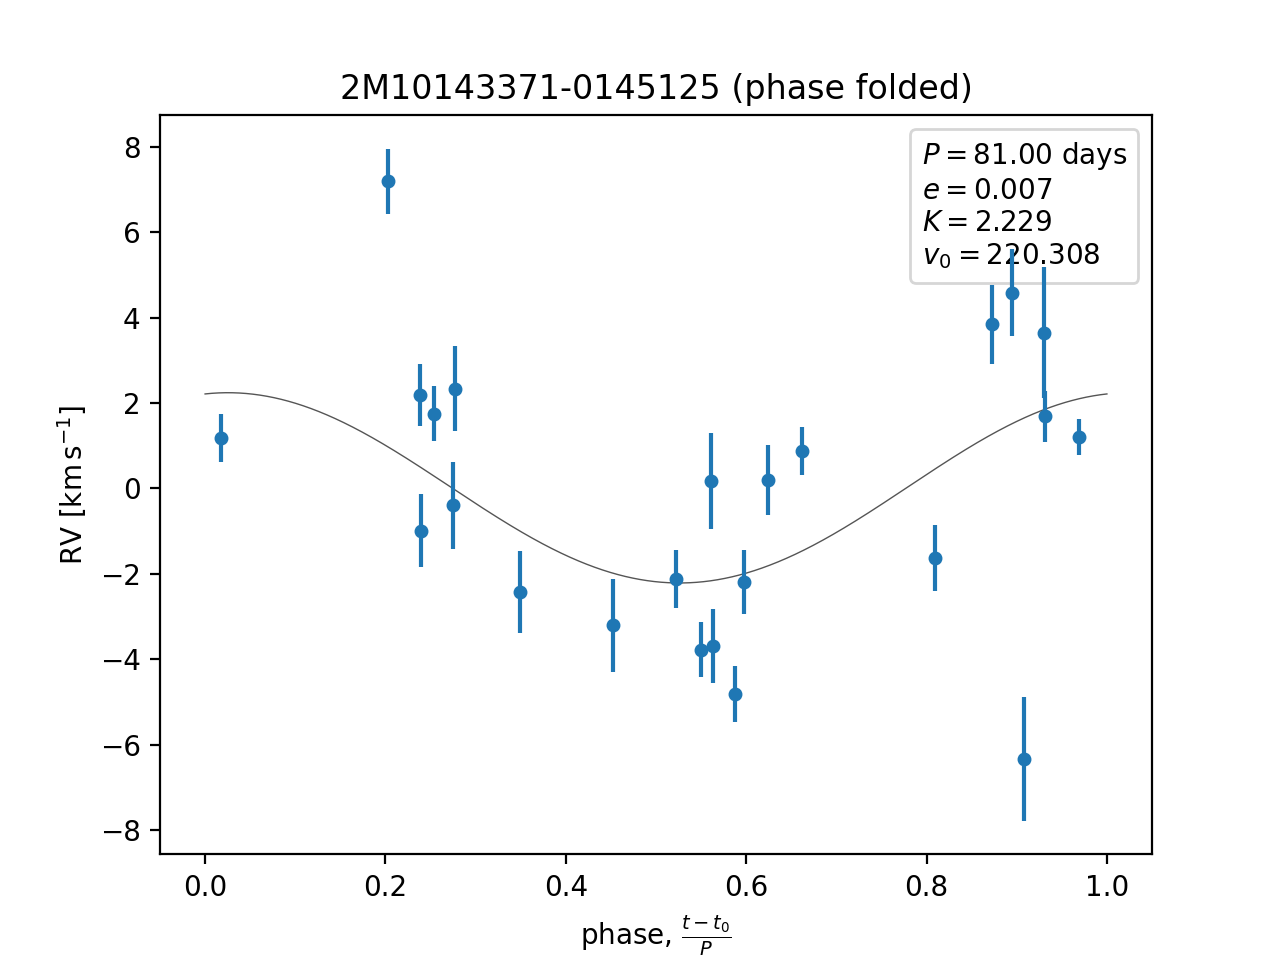 2M10143371-0145125 (phase folded)
P = 81.00 days
e = 0.007
K = 2.229
v₀ = 220.308
8
6
4
2
0
−2
−4
−6
−8
RV [km s⁻¹]
0.0 0.2 0.4 0.6 0.8 1.0
phase, (t − t₀)/P